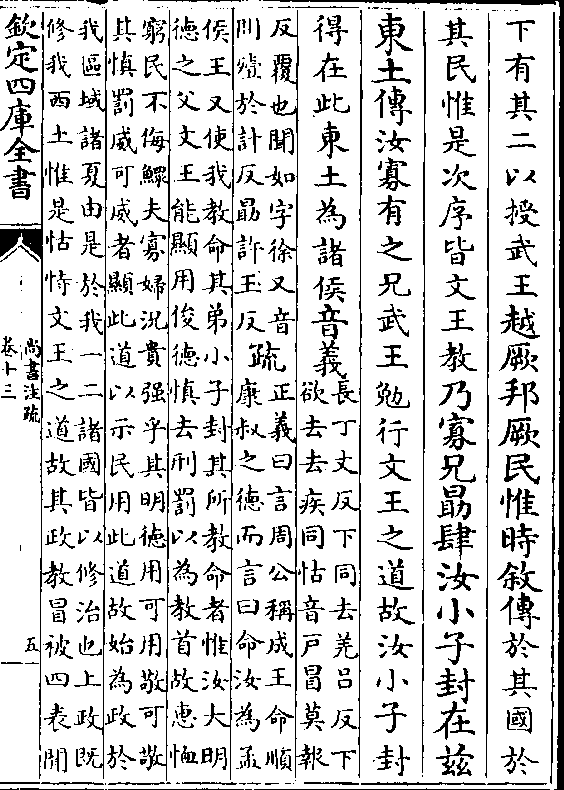 下有其二以授武王越厥邦厥民惟時敘傳於其國於
其民惟是次序皆文王教乃寡兄勗肆汝小子封在茲
東土傳汝寡有之兄武王勉行文王之道故汝小子封
得在此東土為諸侯音義
長丁丈反下同去羌呂反下
欲去去疾同怙音戶冒莫報
反覆也聞如字徐又音
問殪於計反勗許玉反
疏
正義曰言周公稱成王命順
康叔之德而言曰命汝為孟
侯王又使我教命其弟小子封其所教命者惟汝大明
德之父文王能顯用俊德慎去刑罰以為教首故惠恤
窮民不侮鰥夫寡婦況貴强乎其明德用可用敬可敬
其慎罰威可威者顯此道以示民用此道故始為政於
我區域諸夏由是於我一二諸國皆以修治也上政既
修我西土惟是怙恃文王之道故其政教冒被四表聞
欽定四庫全書
尚書注疏
卷十三
五